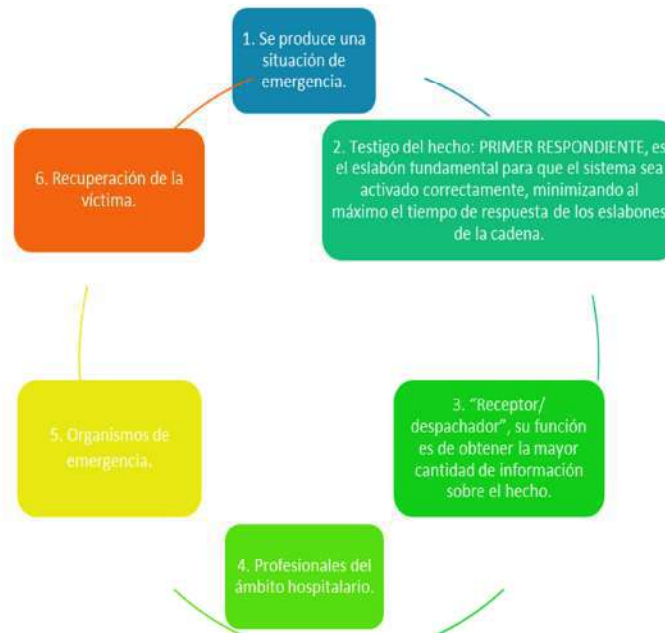 1. Se produce una
situación de
emergencia.
2. Testigo del hecho: PRIMER RESPONDIENTE, es
el eslabón fundamental para que el sistema sea
activado correctamente, minimizando al
máximo el tiempo de respuesta de los eslabones
de la cadena.
3. “Receptor/
despachador”, su función
es de obtener la mayor
cantidad de información
sobre el hecho.
4. Profesionales del
ámbito hospitalario.
5. Organismos de
emergencia.
6. Recuperación de la
víctima.